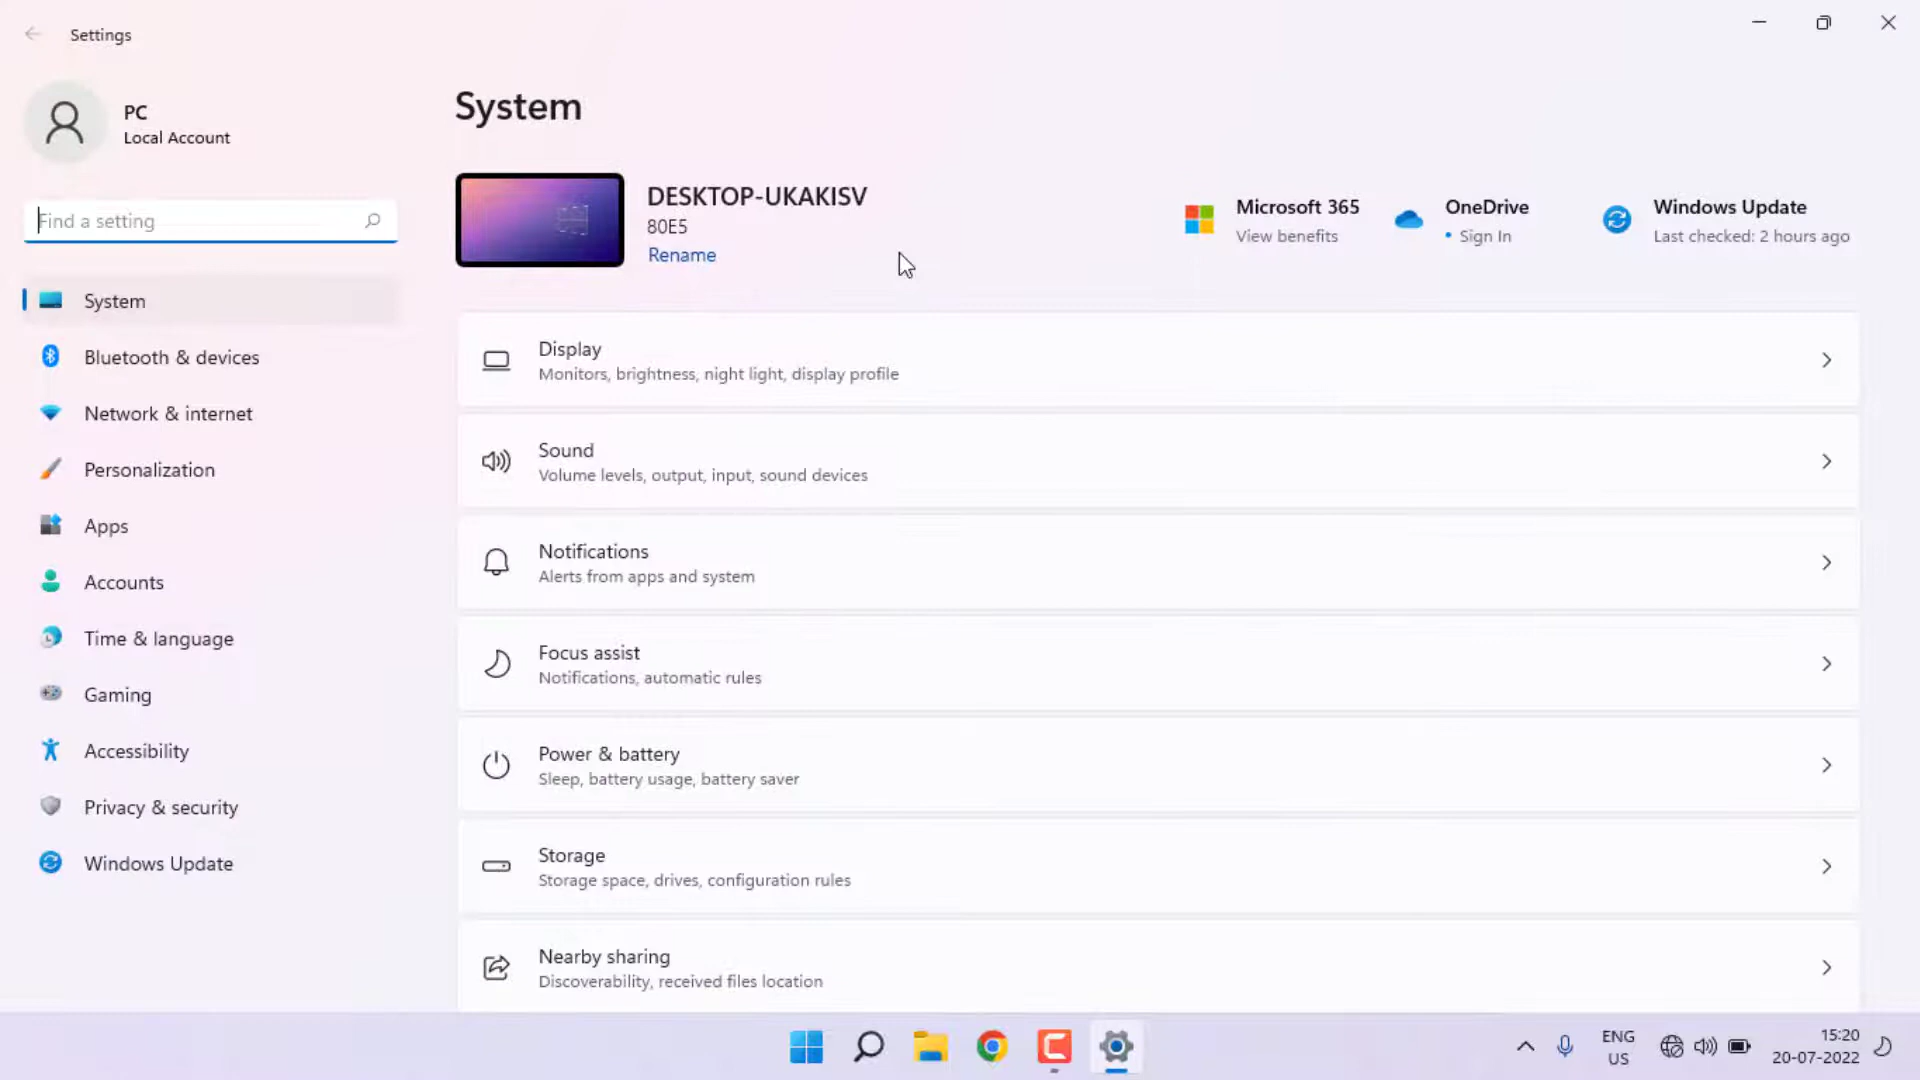 Settings
PC
Local Account
Find a setting
System
Bluetooth & devices
Network & internet
Personalization
Apps
Accounts
Time & language
Gaming
Accessibility
Privacy & security
Windows Update
System
DESKTOP-UKAKISV
80E5
Rename
Microsoft 365
View benefits
OneDrive
• Sign In
Windows Update
Last checked: 2 hours ago
Display
Monitors, brightness, night light, display profile
Sound
Volume levels, output, input, sound devices
Notifications
Alerts from apps and system
Focus assist
Notifications, automatic rules
Power & battery
Sleep, battery usage, battery saver
Storage
Storage space, drives, configuration rules
Nearby sharing
Discoverability, received files location
ENG
US
15:20
20-07-2022